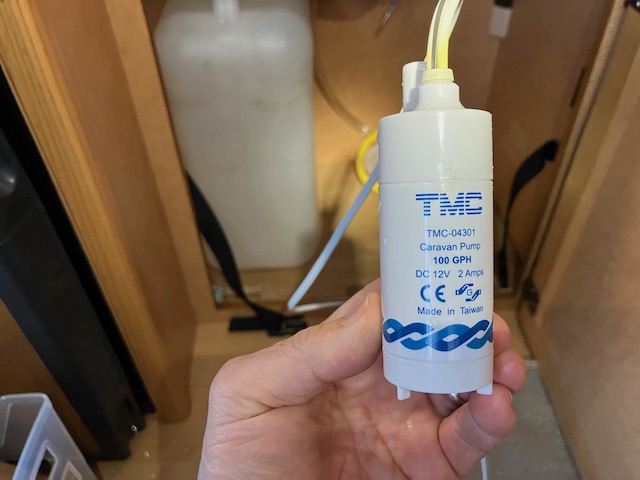 TMC
TMC-04301
Caravan Pump
100 GPH
DC 12V 2 Amps
CE
Made in Taiwan